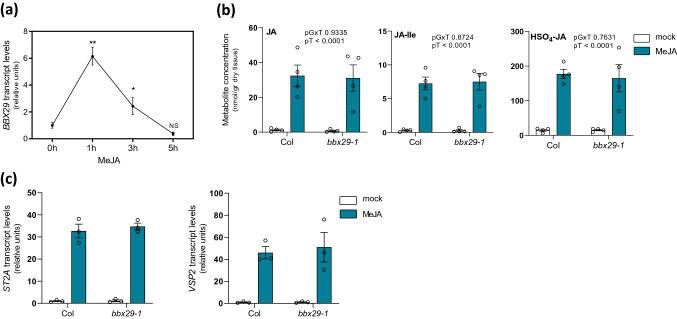 (a)
BBX29 transcript levels
(relative units)
8
6
4
2
0
**
*
NS
0h 1h 3h 5h
MeJA
(b)
Metabolite concentration
(nmol/gr dry tissue)
JA
pGxT 0.9335
pT < 0.0001
60
40
20
0
Col bbx29-1
JA-Ile
pGxT 0.8724
pT < 0.0001
15
10
5
0
Col bbx29-1
HSO4-JA
pGxT 0.7631
pT < 0.0001
300
200
100
0
Col bbx29-1
mock
MeJA
(c)
ST2A transcript levels
(relative units)
50
40
30
20
10
0
Col bbx29-1
mock
MeJA
VSP2 transcript levels
(relative units)
100
80
60
40
20
0
Col bbx29-1
mock
MeJA